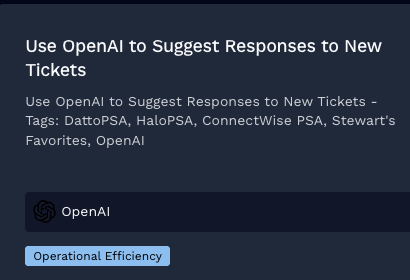 Use OpenAI to Suggest Responses to New
Tickets
Use OpenAI to Suggest Responses to New Tickets -
Tags: DattoPSA, HaloPSA, ConnectWise PSA, Stewart's
Favorites, OpenAI
OpenAI
Operational Efficiency